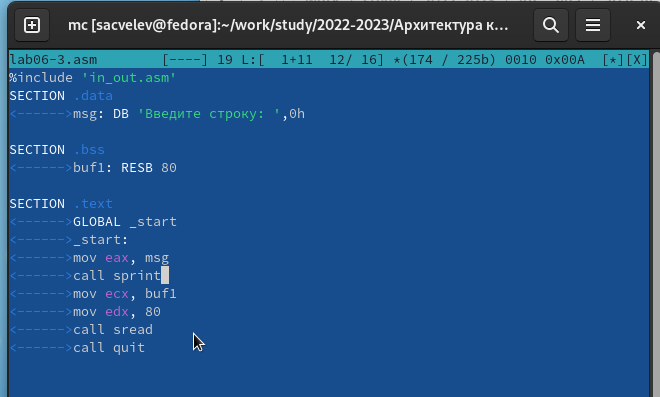 mc [sacvelev@fedora]:~/work/study/2022-2023/Архитектура к...
lab06-3.asm [----] 19 L:[ 1+11 12/ 16] *(174 / 225b) 0010 0x00A [*][X]
%include 'in_out.asm'
SECTION .data
<------>msg: DB 'Введите строку: ',0h
SECTION .bss
<------>buf1: RESB 80
SECTION .text
<------>GLOBAL _start
<------>_start:
<------>mov eax, msg
<------>call sprint
<------>mov ecx, buf1
<------>mov edx, 80
<------>call sread
<------>call quit